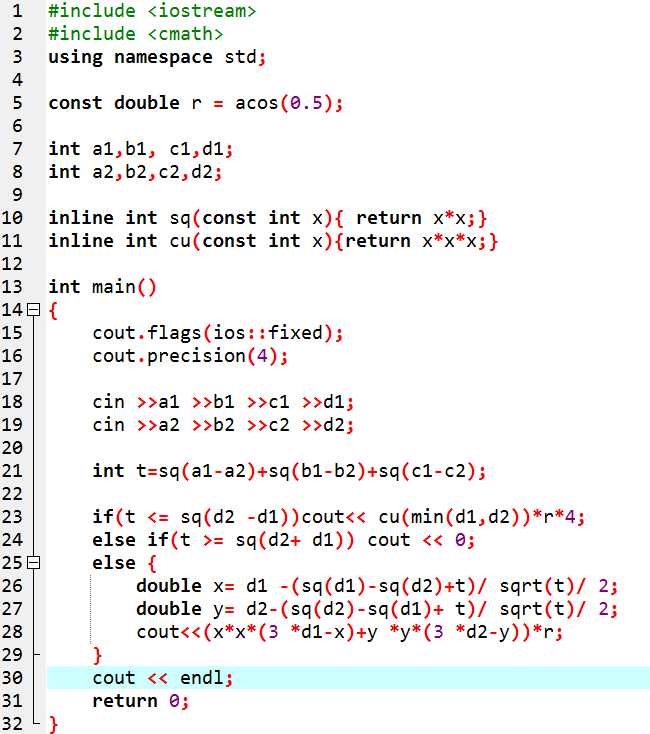 1 #include <iostream>
2 #include <cmath>
3 using namespace std;
4
5 const double r = acos(0.5);
6
7 int a1,b1, c1,d1;
8 int a2,b2,c2,d2;
9
10 inline int sq(const int x){ return x*x;}
11 inline int cu(const int x){return x*x*x;}
12
13 int main()
14 {
15 cout.flags(ios::fixed);
16 cout.precision(4);
17
18 cin >>a1 >>b1 >>c1 >>d1;
19 cin >>a2 >>b2 >>c2 >>d2;
20
21 int t=sq(a1-a2)+sq(b1-b2)+sq(c1-c2);
22
23 if(t <= sq(d2 -d1))cout<< cu(min(d1,d2))*r*4;
24 else if(t >= sq(d2+ d1)) cout << 0;
25 else {
26 double x= d1 -(sq(d1)-sq(d2)+t)/ sqrt(t)/ 2;
27 double y= d2-(sq(d2)-sq(d1)+ t)/ sqrt(t)/ 2;
28 cout<<(x*x*(3 *d1-x)+y *y*(3 *d2-y))*r;
29 }
30 cout << endl;
31 return 0;
32 }